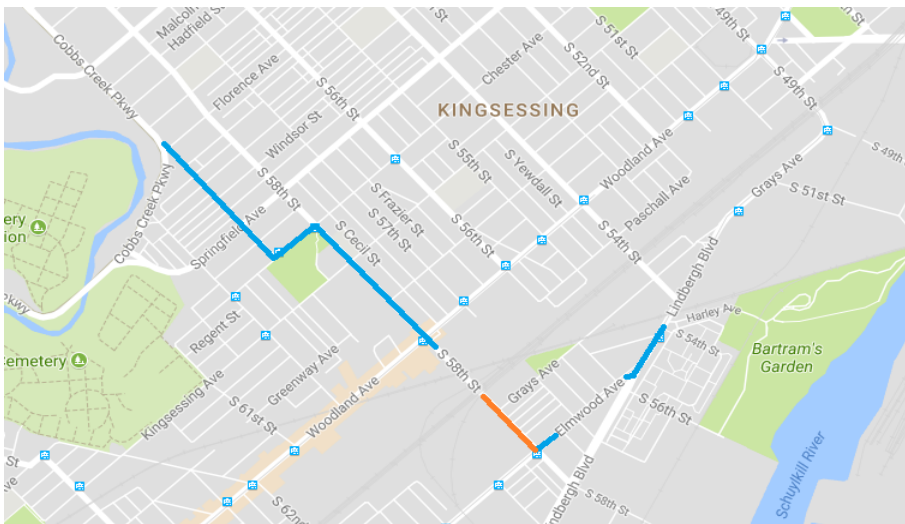 Malcolm
Hadfield St
Cobbs Creek Pkwy
Florence Ave
S 56th St
Chester Ave
S 51st St
S 52nd St
49th St
S 49th St
KINGSESSING
Windsor St
S 58th St
S 55th St
S Yewdall St
Woodland Ave
Grays Ave
S 49th
S 51st St
Paschall Ave
S Frazier St
S 57th St
S Cecil St
S 56th St
S 54th St
Lindbergh Blvd
Springfield Ave
Cobbs Creek Pkwy
Pkwy
Regent St
Greenway Ave
Harley Ave
S 54th St
Bartram's
Garden
Cemetery
Kingsessing Ave
S 61st St
Woodland Ave
S 58th St
Grays Ave
Elmwood Ave
S 56th St
Lindbergh Blvd
S 58th St
S 62nd St
Schuylkill River
St
Ave